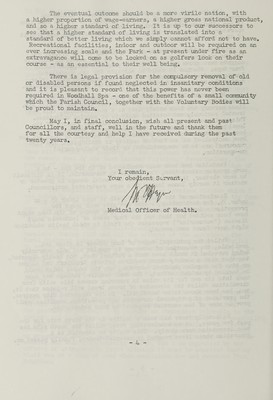 The eventual outcome should be a more virile nation, with
a higher proportion of wage-earners, a higher gross national product,
and so a higher standard of living. It is up to our successors to
see that a higher standard of living is translated into a
standard of better living which we simply cannot afford not to have.
Recreational facilities, indoor and outdoor will be required on an
ever increasing scale and the Park - at present under fire as an
extravagance will come to be looked on as golfers look on their
course - as an essential to their well being.
There is legal provision for the compulsory removal of old
or disabled persons if found neglected in insanitary conditions
and it is pleasant to record that this power has never been
required in Woodhall Spa - one of the benefits of a small community
which the Parish Council, together with the Voluntary Bodies will
be proud to maintain.
May I, in final conclusion, wish all present and past
Councillors, and staff, well in the future and thank them
for all the courtesy and help I have received during the past
twenty years.
I remain,
Your obedient Servant,
Medical Officer of Health.
- 4 -